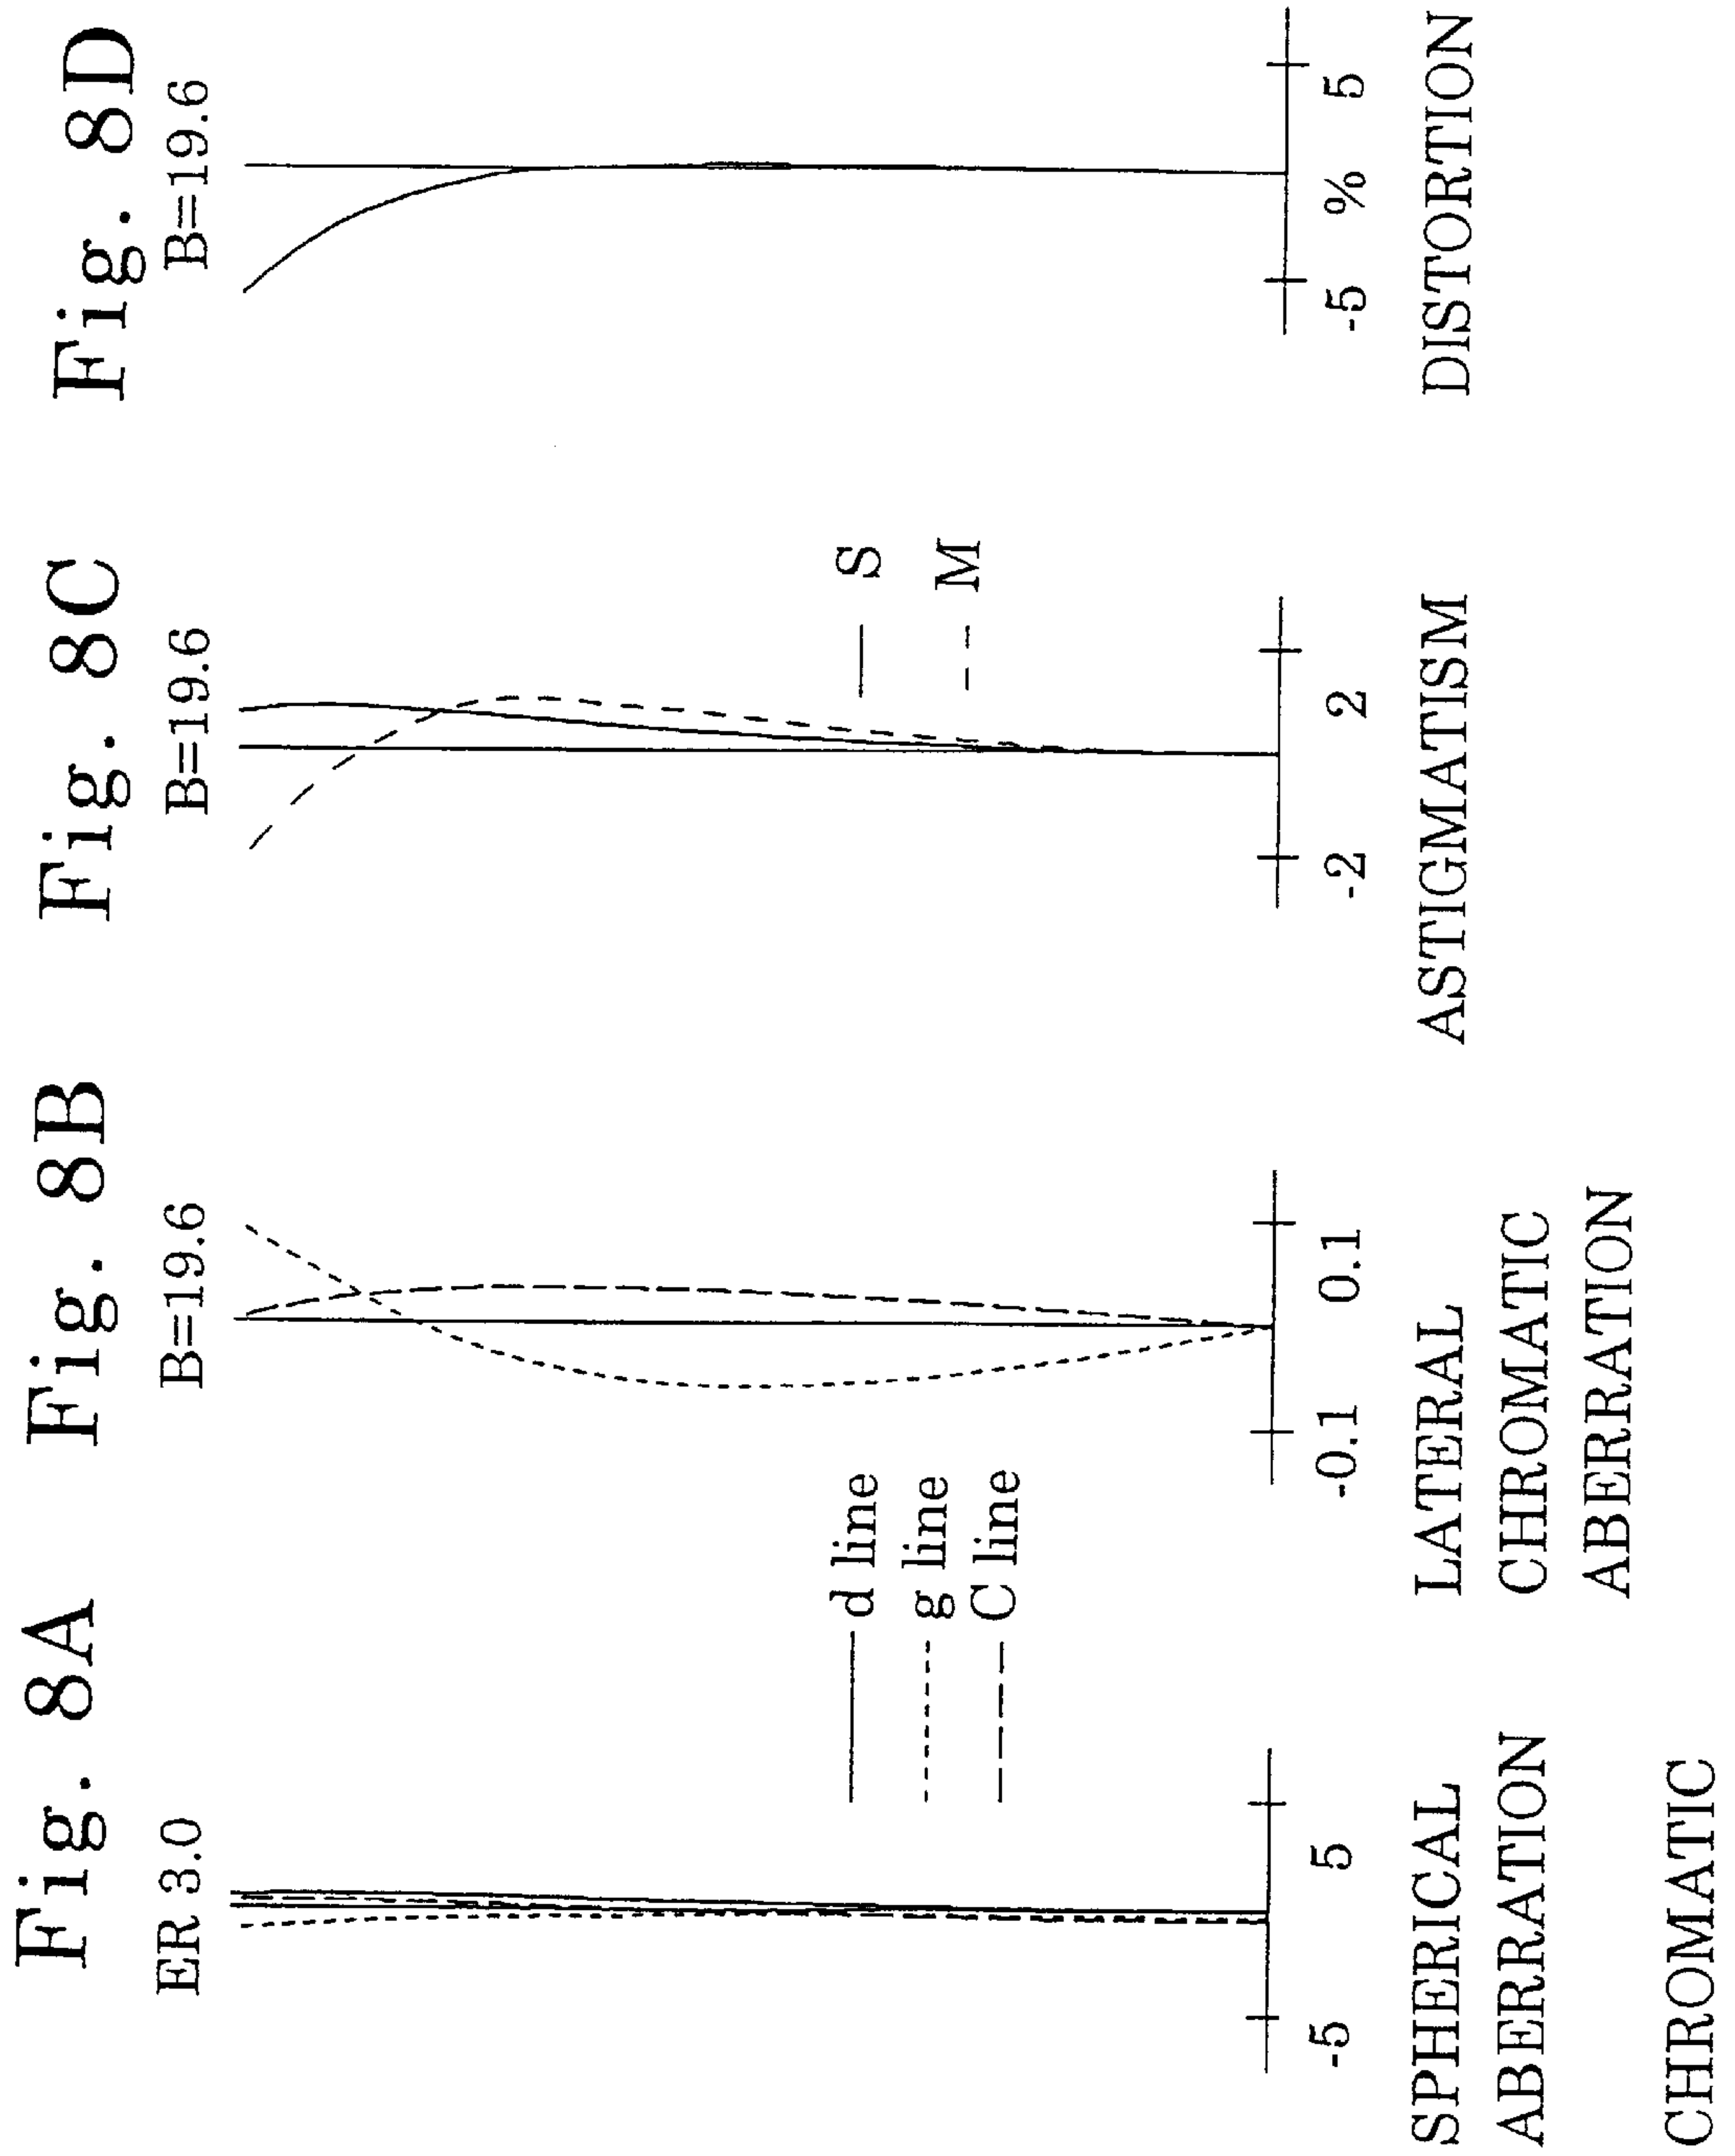 Fig. 8A
ER 3.0
-5 5
SPHERICAL
ABERRATION
CHROMATIC
d line
g line
C line
Fig. 8B
B=19.6
-0.1 0.1
LATERAL
CHROMATIC
ABERRATION
Fig. 8C
B=19.6
S
M
-2 2
ASTIGMATISM
Fig. 8D
B=19.6
-5 % 5
DISTORTION